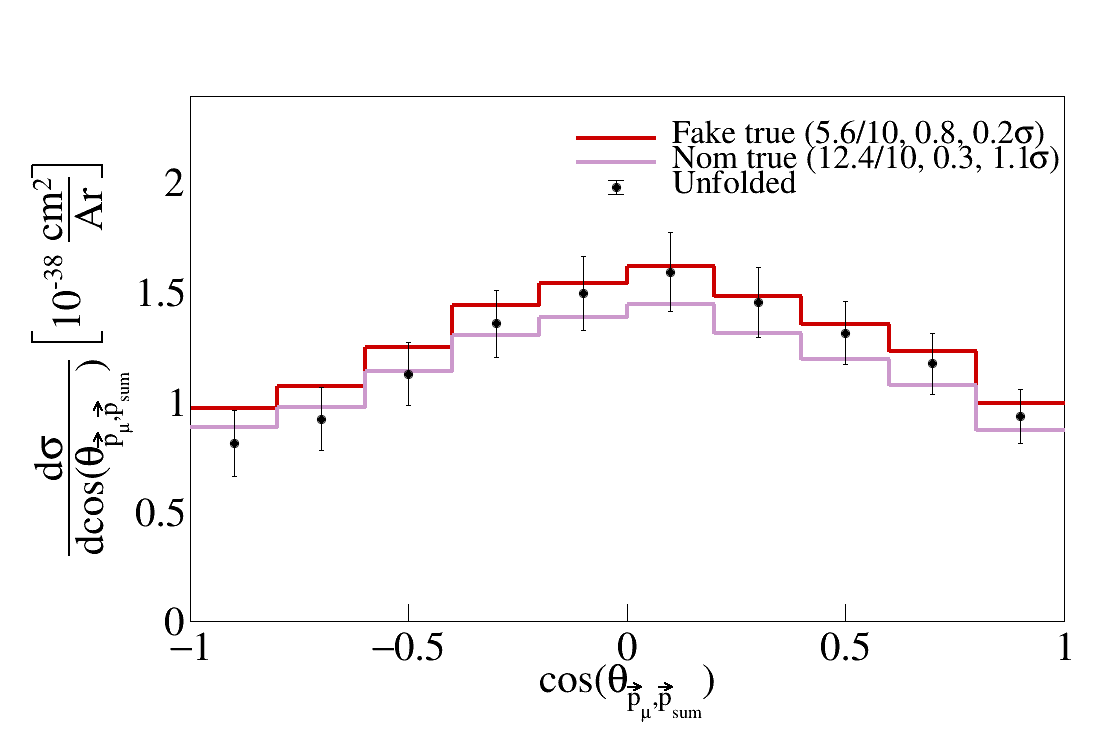 Fake true (5.6/10, 0.8, 0.2σ)
Nom true (12.4/10, 0.3, 1.1σ)
Unfolded
dσ/dcos(θp⃗μ,p⃗sum) [10-38 cm2/Ar]
2
1.5
1
0.5
0
−1 −0.5 0 0.5 1
cos(θp⃗μ,p⃗sum)